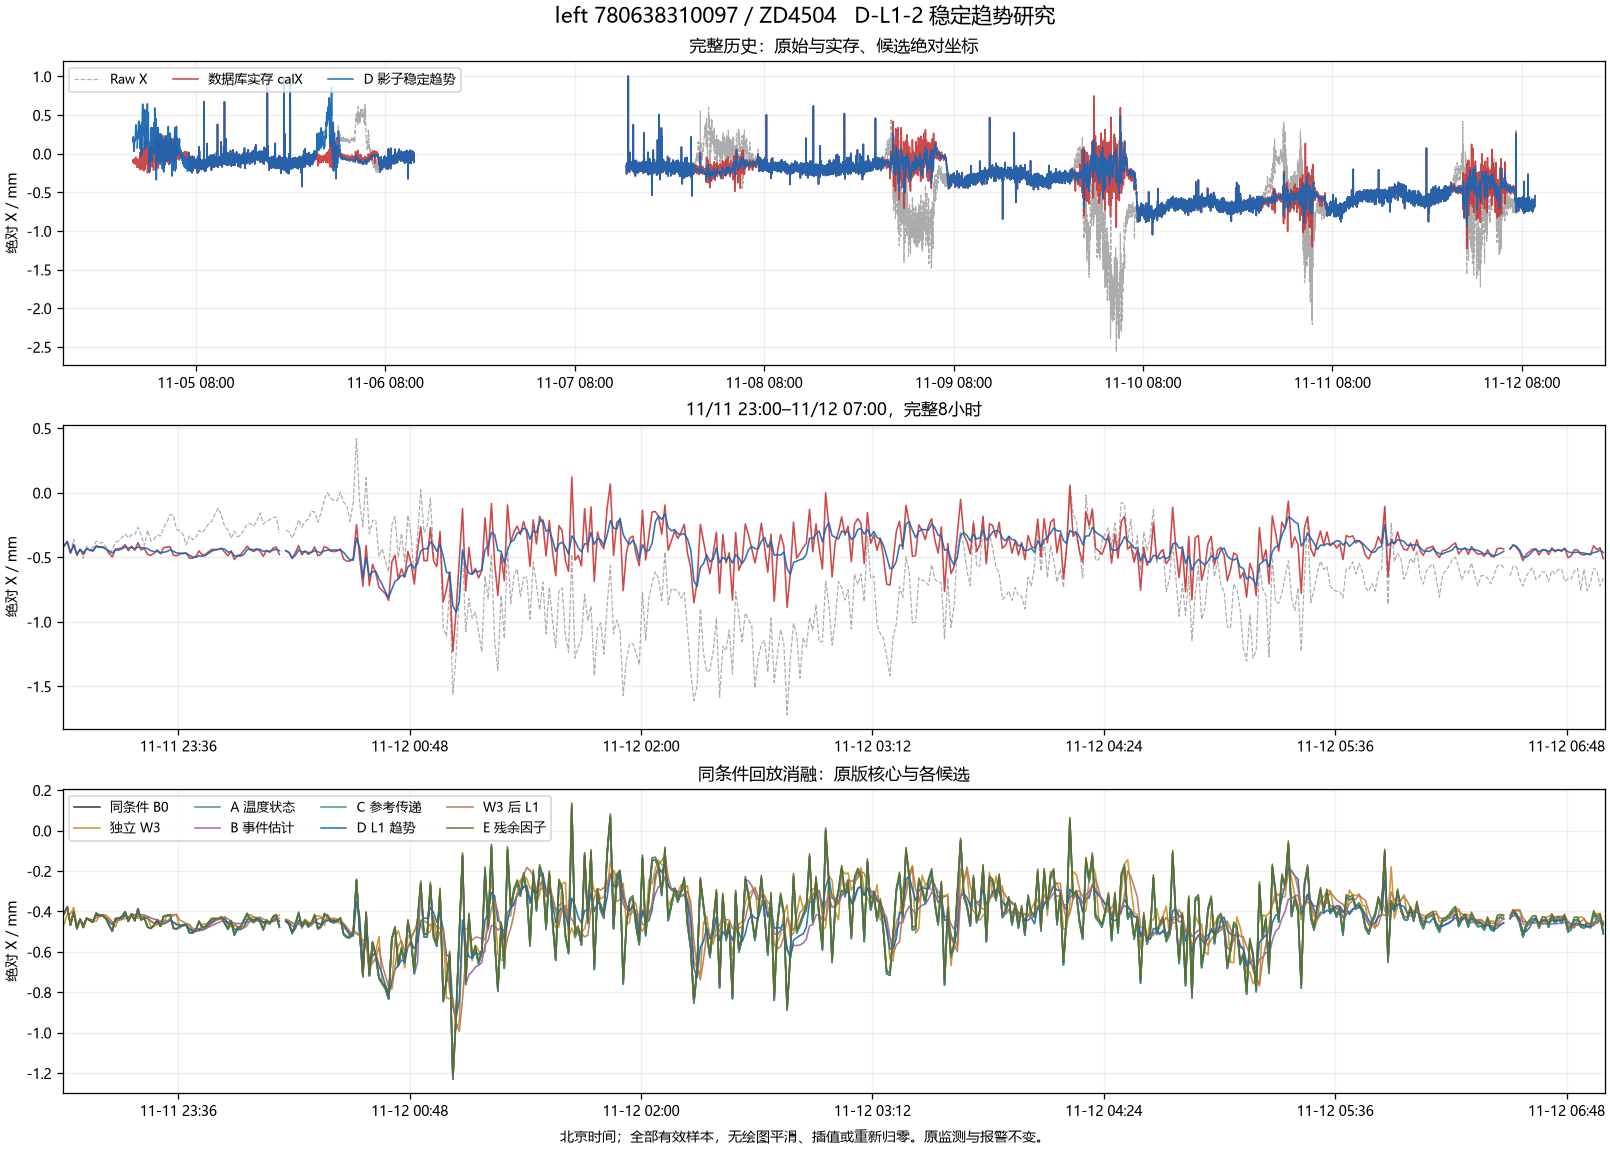 left 780638310097 / ZD4504   D-L1-2 稳定趋势研究
完整历史：原始与实存、候选绝对坐标
Raw X
数据库实存 calX
D 影子稳定趋势
绝对 X / mm
1.0
0.5
0.0
-0.5
-1.0
-1.5
-2.0
-2.5
11-05 08:00
11-06 08:00
11-07 08:00
11-08 08:00
11-09 08:00
11-10 08:00
11-11 08:00
11-12 08:00
11/11 23:00–11/12 07:00，完整8小时
绝对 X / mm
0.5
0.0
-0.5
-1.0
-1.5
11-11 23:36
11-12 00:48
11-12 02:00
11-12 03:12
11-12 04:24
11-12 05:36
11-12 06:48
同条件回放消融：原版核心与各候选
同条件 B0
A 温度状态
C 参考传递
W3 后 L1
独立 W3
B 事件估计
D L1 趋势
E 残余因子
绝对 X / mm
0.2
0.0
-0.2
-0.4
-0.6
-0.8
-1.0
-1.2
11-11 23:36
11-12 00:48
11-12 02:00
11-12 03:12
11-12 04:24
11-12 05:36
11-12 06:48
北京时间；全部有效样本，无绘图平滑、插值或重新归零。原监测与报警不变。